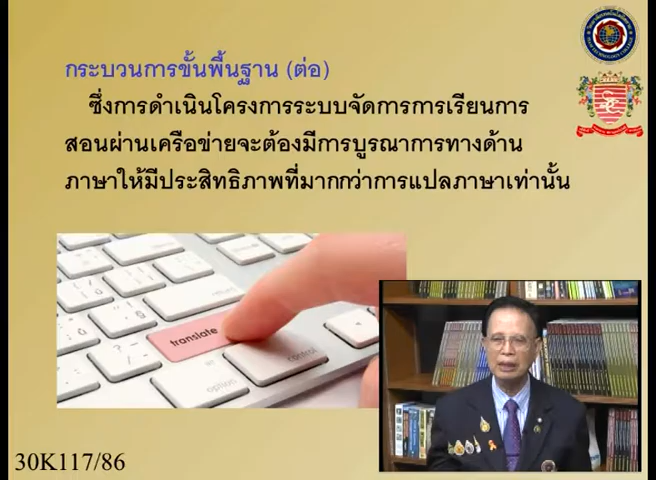 กระบวนการขั้นพื้นฐาน (ต่อ)
ซึ่งการดำเนินโครงการระบบจัดการการเรียนการ
สอนผ่านเครือข่ายจะต้องมีการบูรณาการทางด้าน
ภาษาให้มีประสิทธิภาพที่มากกว่าการแปลภาษาเท่านั้น
translate
control
option
30K117/86